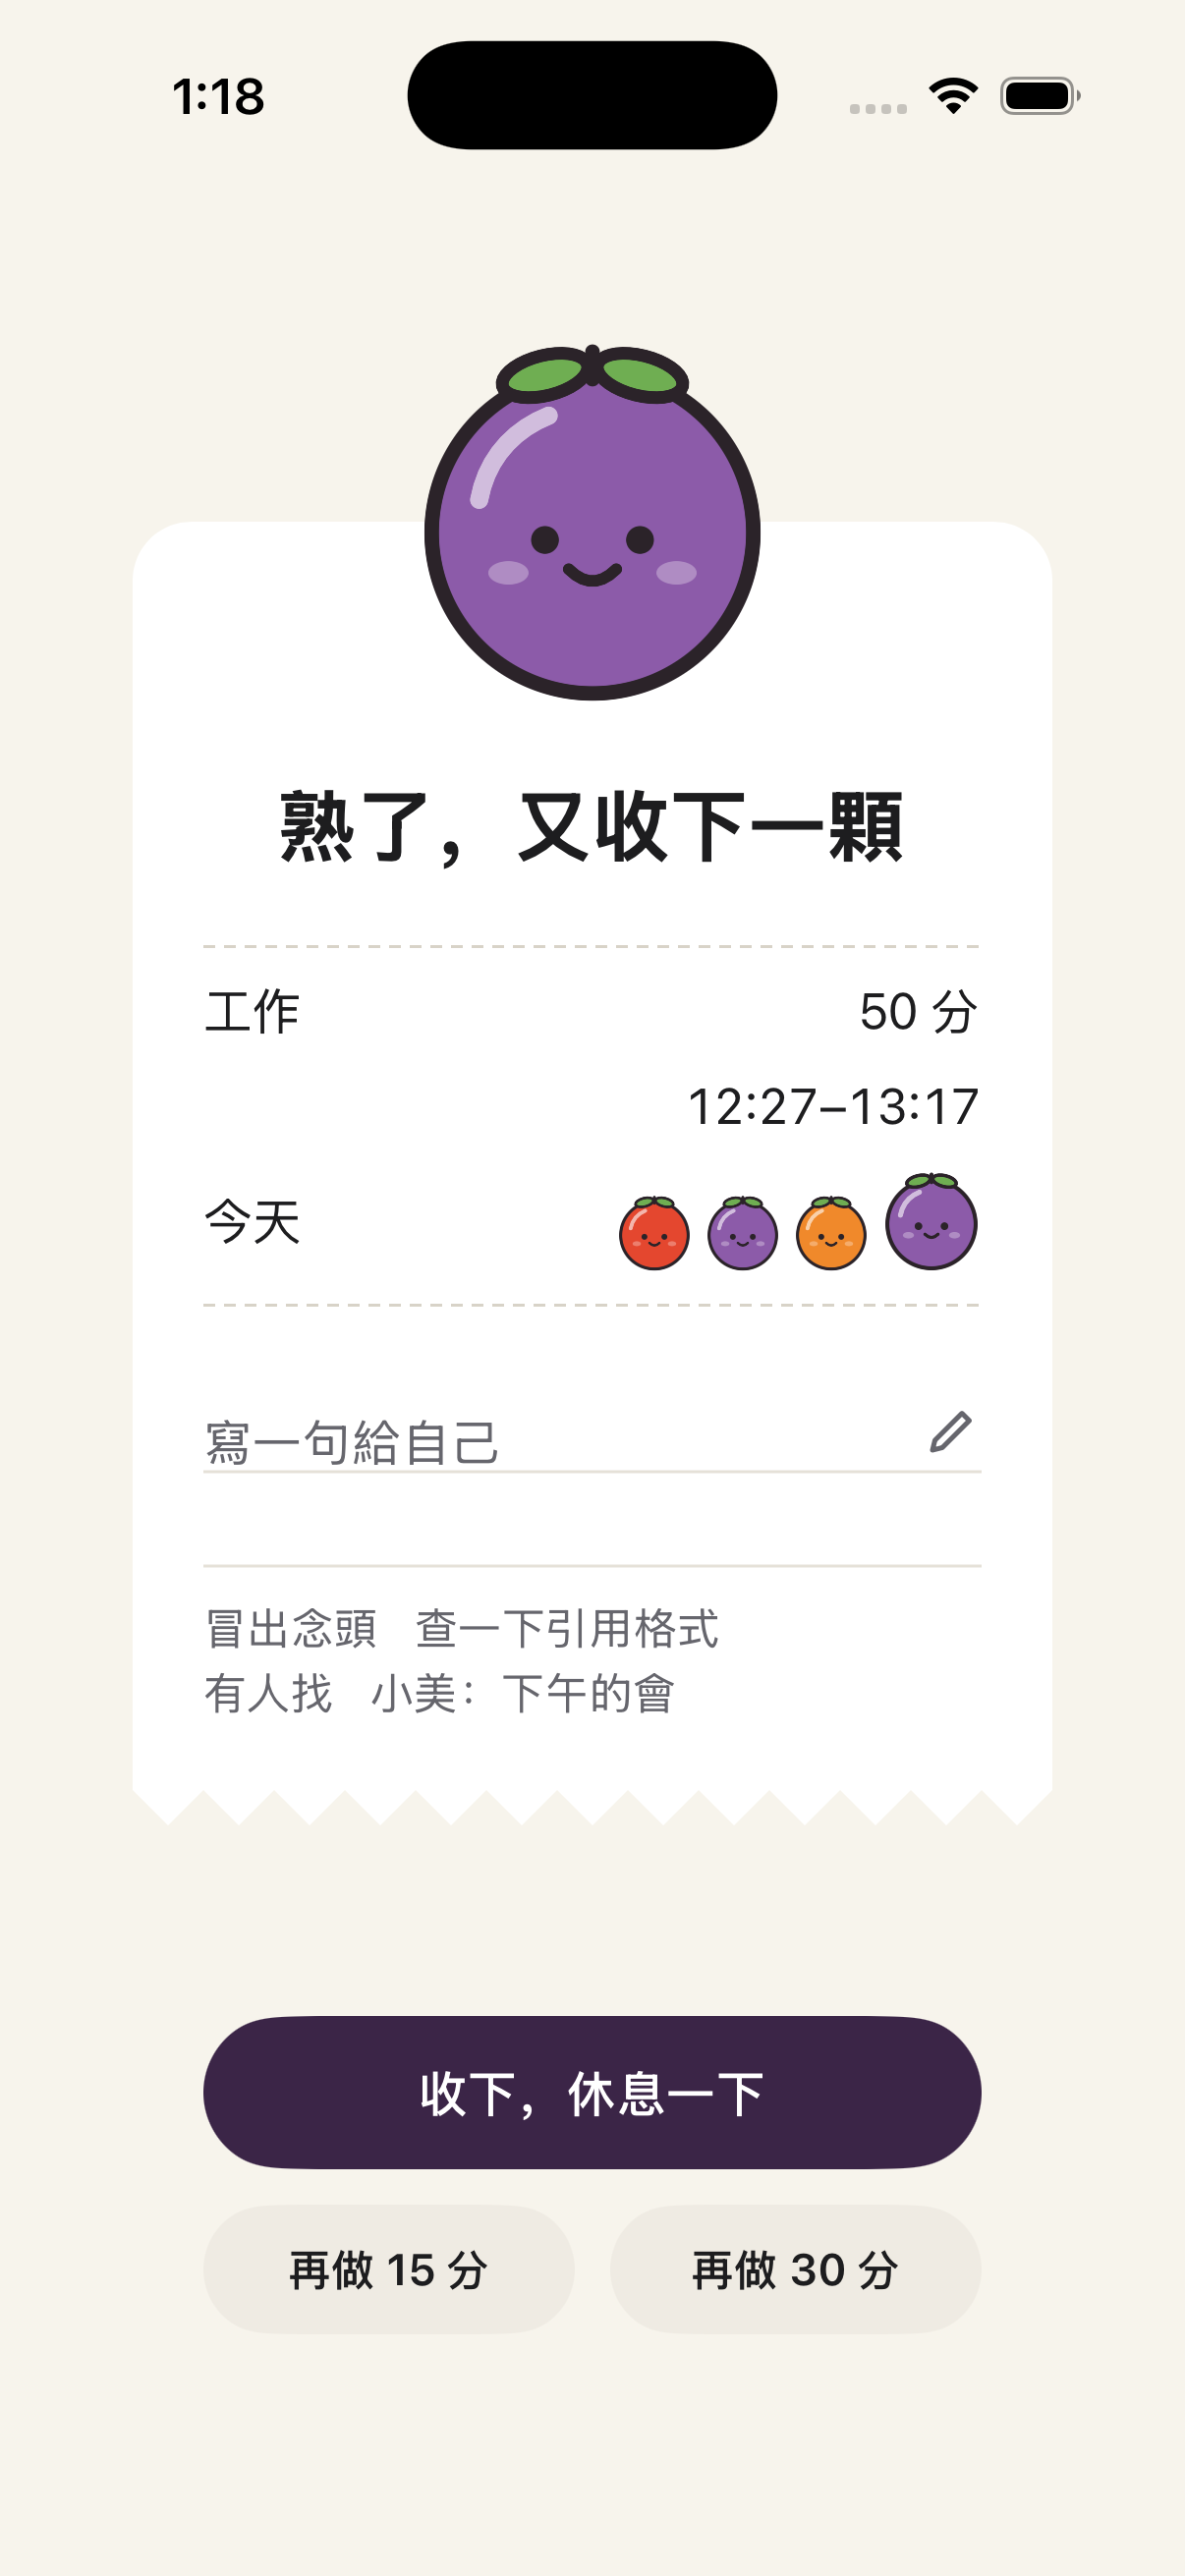 1:18
熟了，又收下一顆
工作 50 分
12:27–13:17
今天
寫一句給自己
冒出念頭 查一下引用格式
有人找 小美：下午的會
收下，休息一下
再做 15 分 再做 30 分